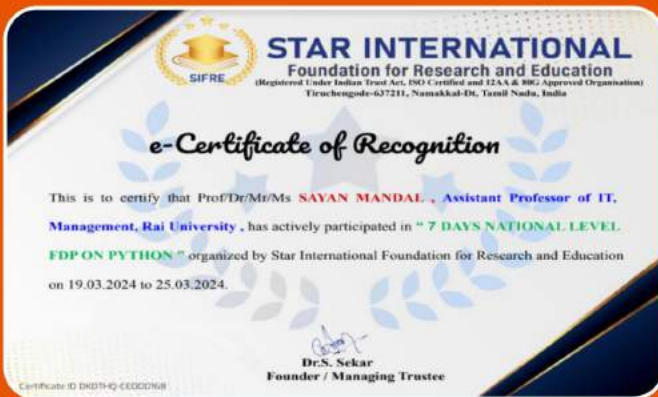 STAR INTERNATIONAL
Foundation for Research and Education
(Registered Under Indian Trust Act, ISO Certified and 12AA & 80G Approved Organisation)
Tiruchengode-637211, Namakkal-Dt, Tamil Nadu, India
SIFRE
e-Certificate of Recognition
This is to certify that Prof/Dr/Mr/Ms SAYAN MANDAL , Assistant Professor of IT,
Management, Rai University , has actively participated in " 7 DAYS NATIONAL LEVEL
FDP ON PYTHON " organized by Star International Foundation for Research and Education
on 19.03.2024 to 25.03.2024.
Dr.S. Sekar
Founder / Managing Trustee
Certificate ID